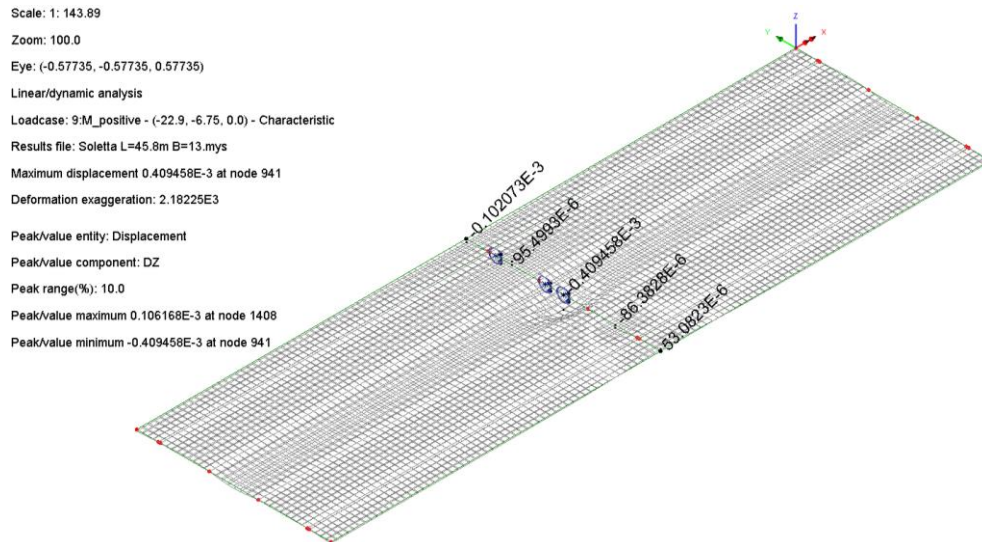 Scale: 1: 143.89
Zoom: 100.0
Eye: (-0.57735, -0.57735, 0.57735)
Linear/dynamic analysis
Loadcase: 9:M_positive - (-22.9, -6.75, 0.0) - Characteristic
Results file: Soletta L=45.8m B=13.mys
Maximum displacement 0.409458E-3 at node 941
Deformation exaggeration: 2.18225E3
Peak/value entity: Displacement
Peak/value component: DZ
Peak range(%): 10.0
Peak/value maximum 0.106168E-3 at node 1408
Peak/value minimum -0.409458E-3 at node 941
Z
Y
X
-0.102073E-3
-95.4993E-6
-0.409458E-3
-86.3828E-6
-53.0823E-6